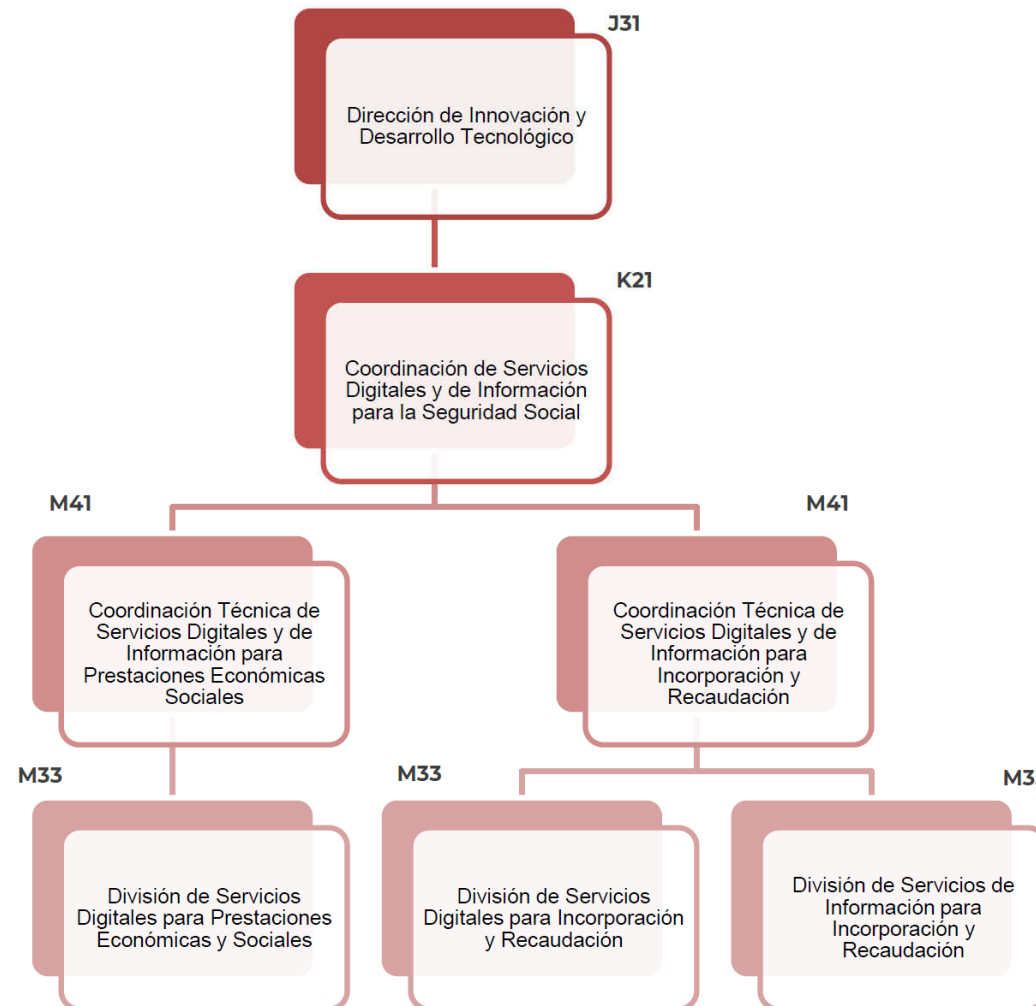 J31
Dirección de Innovación y
Desarrollo Tecnológico
K21
Coordinación de Servicios
Digitales y de Información
para la Seguridad Social
M41
M41
Coordinación Técnica de
Servicios Digitales y de
Información para
Prestaciones Económicas
Sociales
Coordinación Técnica de
Servicios Digitales y de
Información para
Incorporación y
Recaudación
M33
M33
División de Servicios
Digitales para Prestaciones
Económicas y Sociales
División de Servicios
Digitales para Incorporación
y Recaudación
División de Servicios de
Información para
Incorporación y
Recaudación